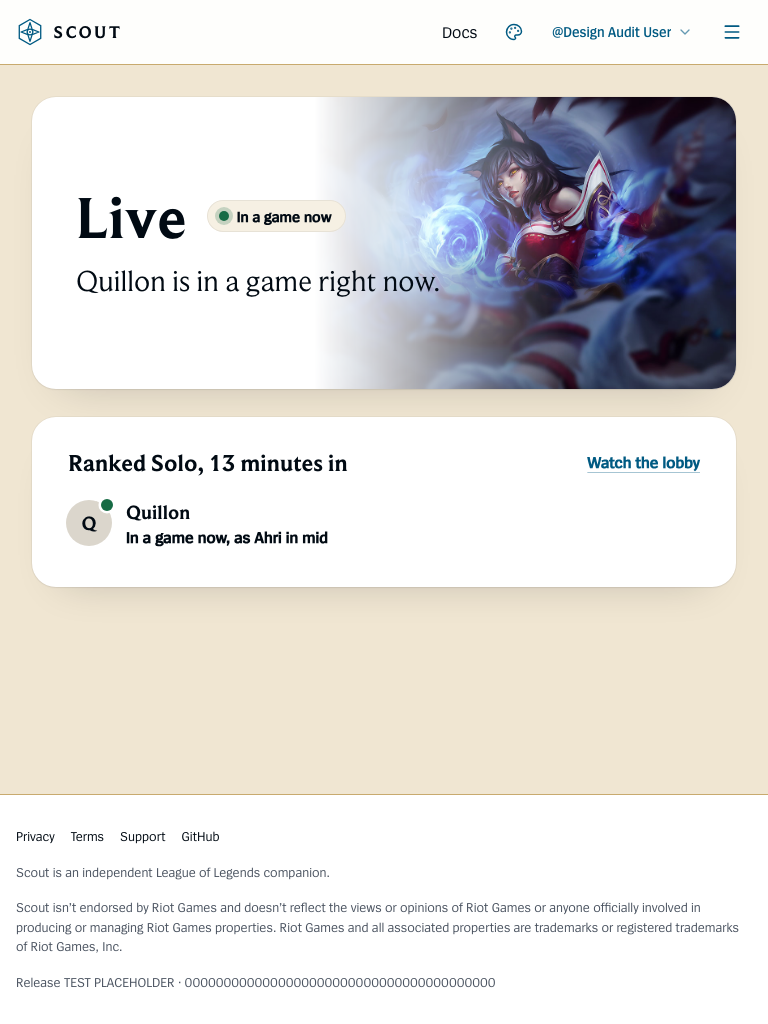 SCOUT
Docs
@Design Audit User
Live
In a game now
Quillon is in a game right now.
Ranked Solo, 13 minutes in
Watch the lobby
Q
Quillon
In a game now, as Ahri in mid
Privacy Terms Support GitHub
Scout is an independent League of Legends companion.
Scout isn't endorsed by Riot Games and doesn't reflect the views or opinions of Riot Games or anyone officially involved in
producing or managing Riot Games properties. Riot Games and all associated properties are trademarks or registered trademarks
of Riot Games, Inc.
Release TEST PLACEHOLDER · 0000000000000000000000000000000000000000